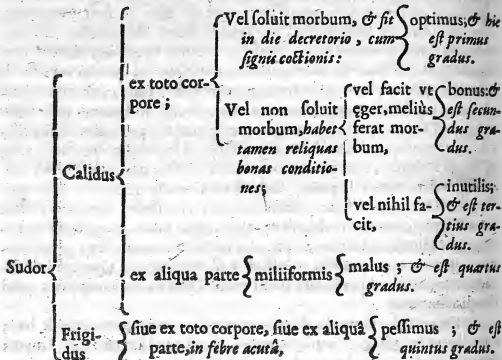 Sudor
Calidus
ex toto cor-
pore ;
Vel ſoluit morbum, & fit
in die decretorio , cum
ſignis coctionis :
optimus; & hic
eſt primus
gradus.
Vel non ſoluit
morbum, habet
tamen reliquas
bonas conditio-
nes;
vel facit vt
ęger, meliùs
ferat mor-
bum,
bonus: &
eſt ſecun-
dus gra-
dus.
vel nihil fa-
cit,
inutilis;
& eſt ter-
tius gra-
dus.
ex aliqua parte
miliiformis
malus ; & eſt quartus
gradus.
Frigi-
dus
ſiue ex toto corpore, ſiue ex aliquâ
parte, in febre acutâ,
peſſimus ; & eſt
quintus gradus.